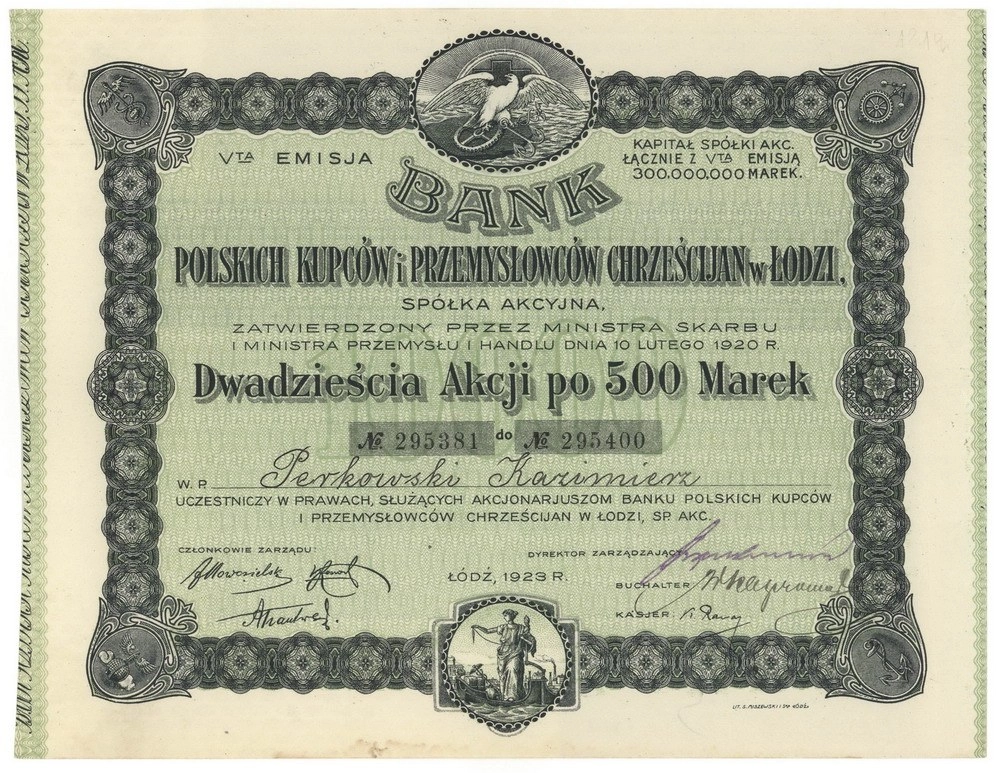 1219
Vta EMISJA
KAPITAŁ SPÓŁKI AKC.
ŁĄCZNIE Z Vta EMISJĄ
300.000.000 MAREK.
BANK
POLSKICH KUPCÓW i PRZEMYSŁOWCÓW CHRZEŚCIJAN w ŁODZI,
SPÓŁKA AKCYJNA,
ZATWIERDZONY PRZEZ MINISTRA SKARBU
I MINISTRA PRZEMYSŁU I HANDLU DNIA 10 LUTEGO 1920 R.
Dwadzieścia Akcji po 500 Marek
№ 295381 do № 295400
W. P. Perkowski Kazimierz
UCZESTNICZY W PRAWACH, SŁUŻĄCYCH AKCJONARJUSZOM BANKU POLSKICH KUPCÓW
I PRZEMYSŁOWCÓW CHRZEŚCIJAN W ŁODZI, SP. AKC.
CZŁONKOWIE ZARZĄDU:
DYREKTOR ZARZĄDZAJĄCY
ŁÓDŹ, 1923 R.
BUCHALTER
KASJER: